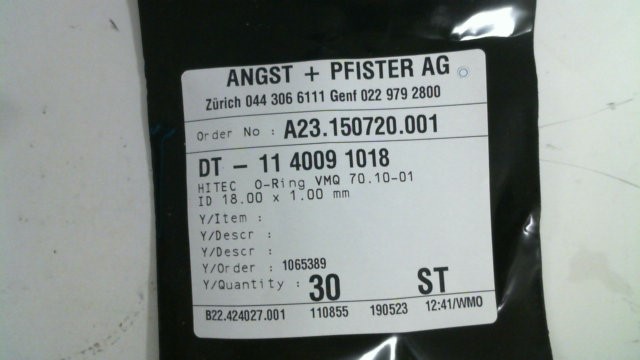 ANGST + PFISTER AG
Zürich 044 306 6111 Genf 022 979 2800
Order No : A23.150720.001
DT - 11 4009 1018
HITEC O-Ring VMQ 70.10-01
ID 18.00 x 1.00 mm
Y/Item :
Y/Descr :
Y/Descr :
Y/Order : 1065389
Y/Quantity : 30 ST
B22.424027.001 110855 190523 12:41/WMO